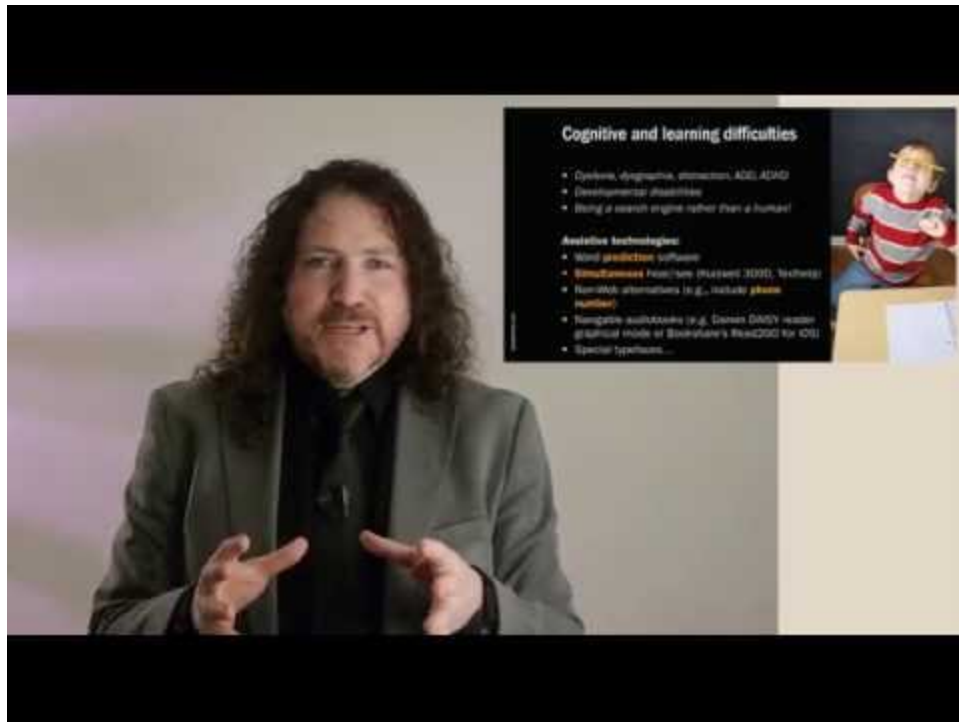 Cognitive and learning difficulties
Dyslexia, dysgraphia, distraction, ADD, ADHD
Developmental disabilities
Being a search engine rather than a human!
Assistive technologies:
Word prediction software
Simultaneous hear/see (Kurzweil 3000, TextHelp)
Non-Web alternatives (e.g., include phone
number)
Navigable audiobooks (e.g. Dorsen DAISY reader
graphical mode or Bookshare's Read2GO for iOS)
Special typefaces...